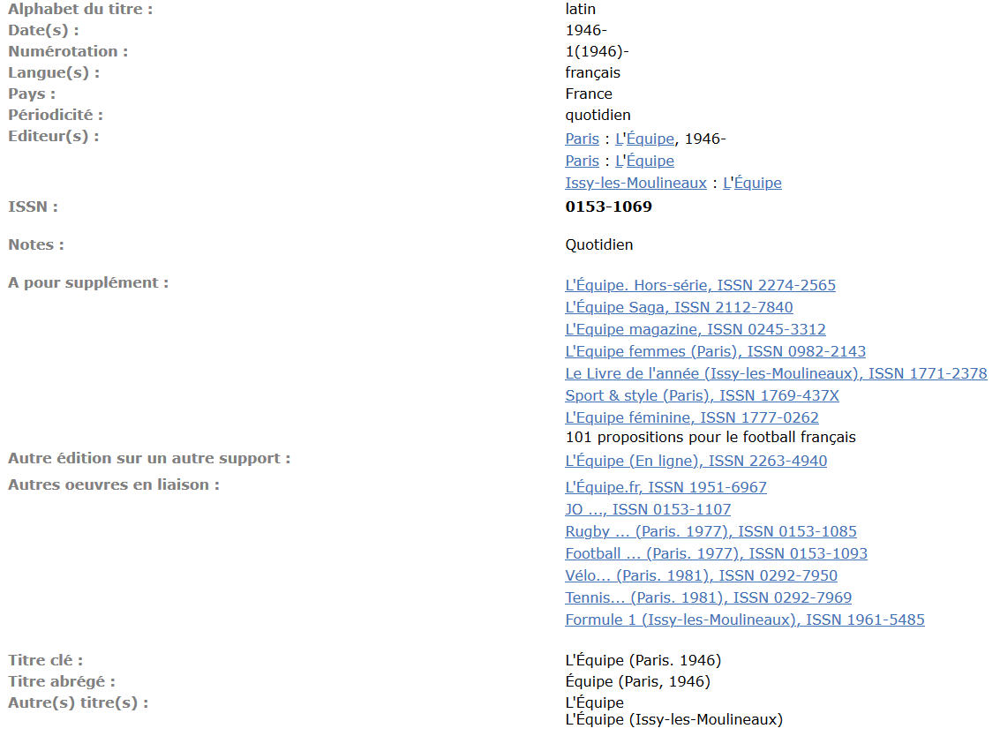 Alphabet du titre : latin
Date(s) : 1946-
Numérotation : 1(1946)-
Langue(s) : français
Pays : France
Périodicité : quotidien
Editeur(s) : Paris : L'Équipe, 1946-
Paris : L'Équipe
Issy-les-Moulineaux : L'Équipe
ISSN : 0153-1069
Notes : Quotidien
A pour supplément : L'Équipe. Hors-série, ISSN 2274-2565
L'Équipe Saga, ISSN 2112-7840
L'Equipe magazine, ISSN 0245-3312
L'Equipe femmes (Paris), ISSN 0982-2143
Le Livre de l'année (Issy-les-Moulineaux), ISSN 1771-2378
Sport & style (Paris), ISSN 1769-437X
L'Equipe féminine, ISSN 1777-0262
101 propositions pour le football français
Autre édition sur un autre support : L'Équipe (En ligne), ISSN 2263-4940
Autres oeuvres en liaison : L'Équipe.fr, ISSN 1951-6967
JO ..., ISSN 0153-1107
Rugby ... (Paris. 1977), ISSN 0153-1085
Football ... (Paris. 1977), ISSN 0153-1093
Vélo... (Paris. 1981), ISSN 0292-7950
Tennis... (Paris. 1981), ISSN 0292-7969
Formule 1 (Issy-les-Moulineaux), ISSN 1961-5485
Titre clé : L'Équipe (Paris. 1946)
Titre abrégé : Équipe (Paris, 1946)
Autre(s) titre(s) : L'Équipe
L'Équipe (Issy-les-Moulineaux)